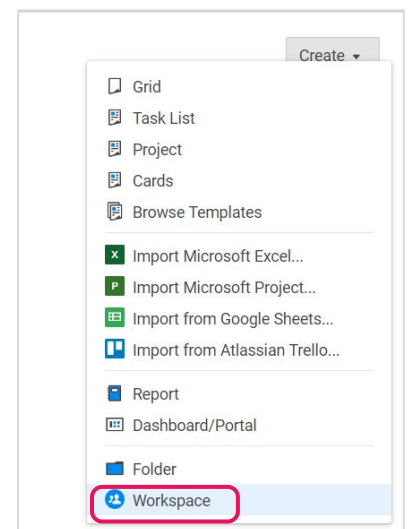 Create
Grid
Task List
Project
Cards
Browse Templates
X Import Microsoft Excel...
P Import Microsoft Project...
Import from Google Sheets...
Import from Atlassian Trello...
Report
Dashboard/Portal
Folder
Workspace